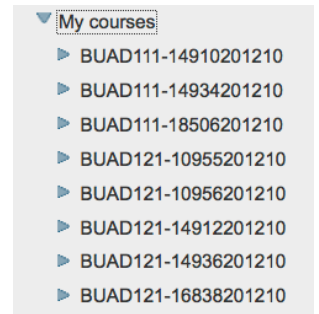 My courses
BUAD111-14910201210
BUAD111-14934201210
BUAD111-18506201210
BUAD121-10955201210
BUAD121-10956201210
BUAD121-14912201210
BUAD121-14936201210
BUAD121-16838201210